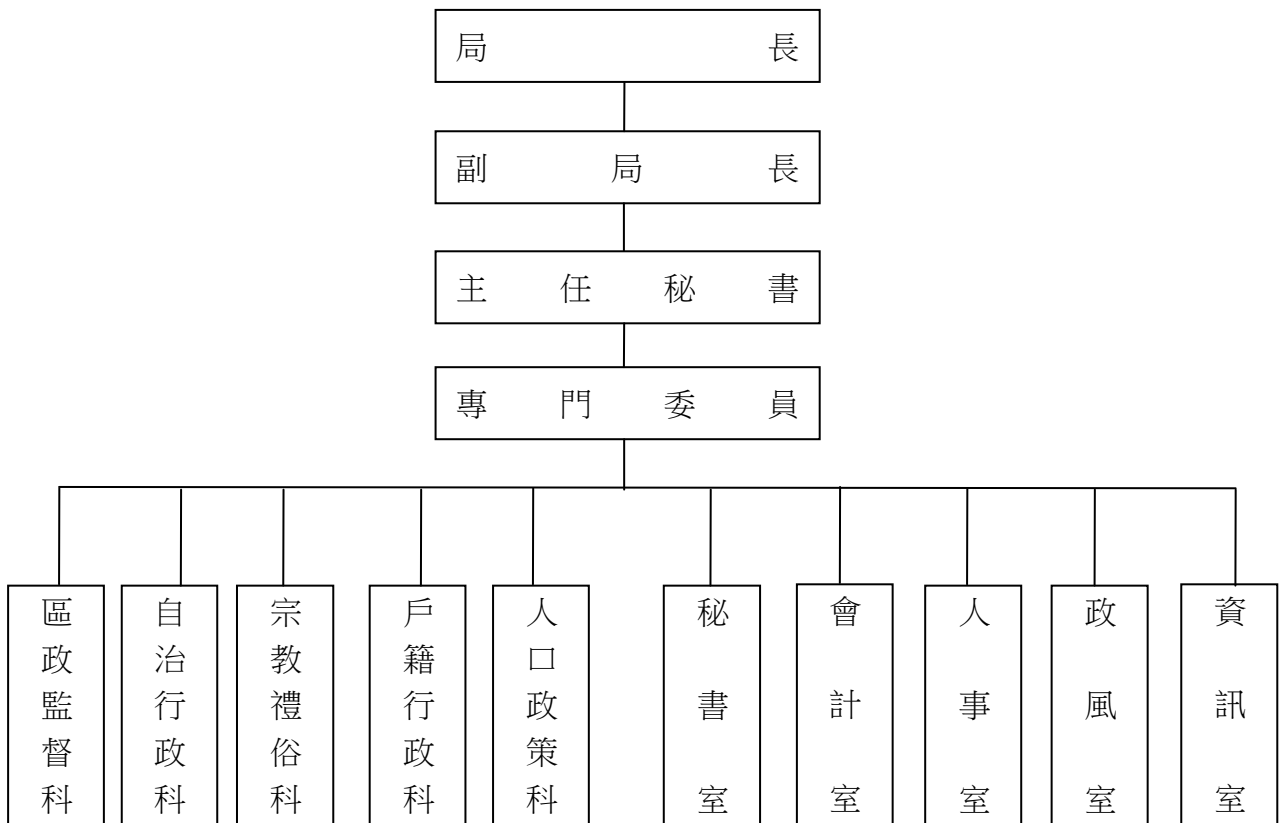 局長
副局長
主任秘書
專門委員
區政監督科
自治行政科
宗教禮俗科
戶籍行政科
人口政策科
秘書室
會計室
人事室
政風室
資訊室